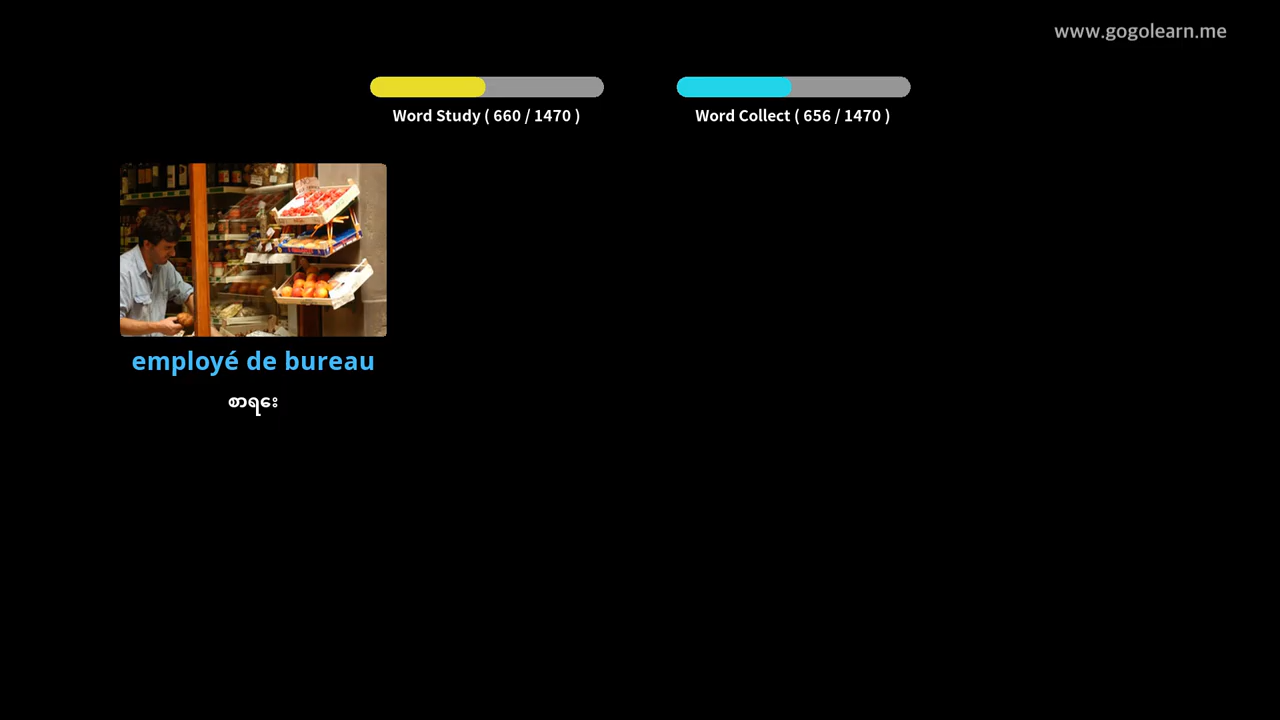 www.gogolearn.me
Word Study ( 660 / 1470 )
Word Collect ( 656 / 1470 )
employé de bureau
စာရေး